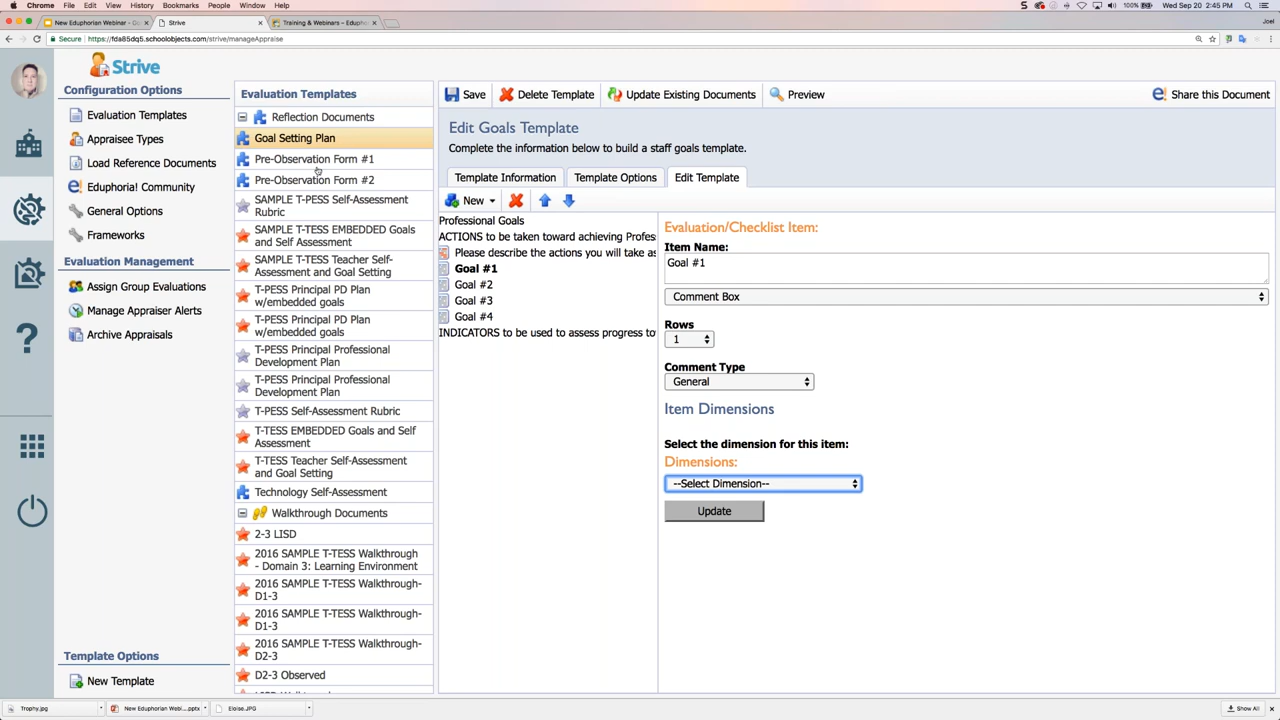 Chrome File Edit View History Bookmarks People Window Help
100% Wed Sep 20 2:45 PM
New Eduphorian Webinar - Go
Strive
Training & Webinars – Eduph
Joel
Secure https://fda85dq5.schoolobjects.com/strive/manageAppraise
Strive
Configuration Options
Evaluation Templates
Appraisee Types
Load Reference Documents
Eduphoria! Community
General Options
Frameworks
Evaluation Management
Assign Group Evaluations
Manage Appraiser Alerts
Archive Appraisals
Template Options
New Template
Evaluation Templates
Reflection Documents
Goal Setting Plan
Pre-Observation Form #1
Pre-Observation Form #2
SAMPLE T-PESS Self-Assessment
Rubric
SAMPLE T-TESS EMBEDDED Goals
and Self Assessment
SAMPLE T-TESS Teacher Self-
Assessment and Goal Setting
T-PESS Principal PD Plan
w/embedded goals
T-PESS Principal PD Plan
w/embedded goals
T-PESS Principal Professional
Development Plan
T-PESS Principal Professional
Development Plan
T-PESS Self-Assessment Rubric
T-TESS EMBEDDED Goals and Self
Assessment
T-TESS Teacher Self-Assessment
and Goal Setting
Technology Self-Assessment
Walkthrough Documents
2-3 LISD
2016 SAMPLE T-TESS Walkthrough
- Domain 3: Learning Environment
2016 SAMPLE T-TESS Walkthrough-
D1-3
2016 SAMPLE T-TESS Walkthrough-
D1-3
2016 SAMPLE T-TESS Walkthrough-
D2-3
D2-3 Observed
Save Delete Template Update Existing Documents Preview
e! Share this Document
Edit Goals Template
Complete the information below to build a staff goals template.
Template Information Template Options Edit Template
New
Professional Goals
ACTIONS to be taken toward achieving Profes
Please describe the actions you will take as
Goal #1
Goal #2
Goal #3
Goal #4
INDICATORS to be used to assess progress to
Evaluation/Checklist Item:
Item Name:
Goal #1
Comment Box
Rows
1
Comment Type
General
Item Dimensions
Select the dimension for this item:
Dimensions:
--Select Dimension--
Update
Trophy.jpg
New Eduphorian Webi....pptx
Eloise.JPG
Show All